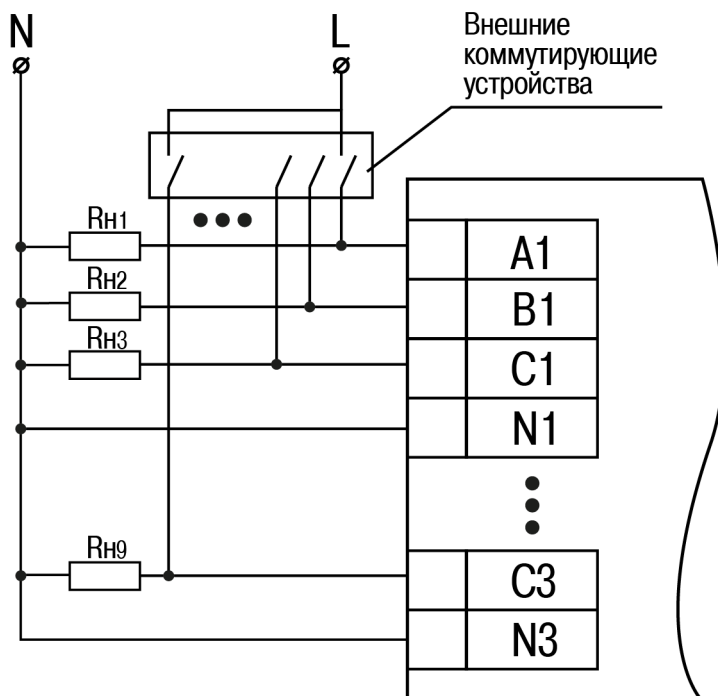 N
L
Внешние
коммутирующие
устройства
Rн1
A1
Rн2
B1
Rн3
C1
N1
Rн9
C3
N3